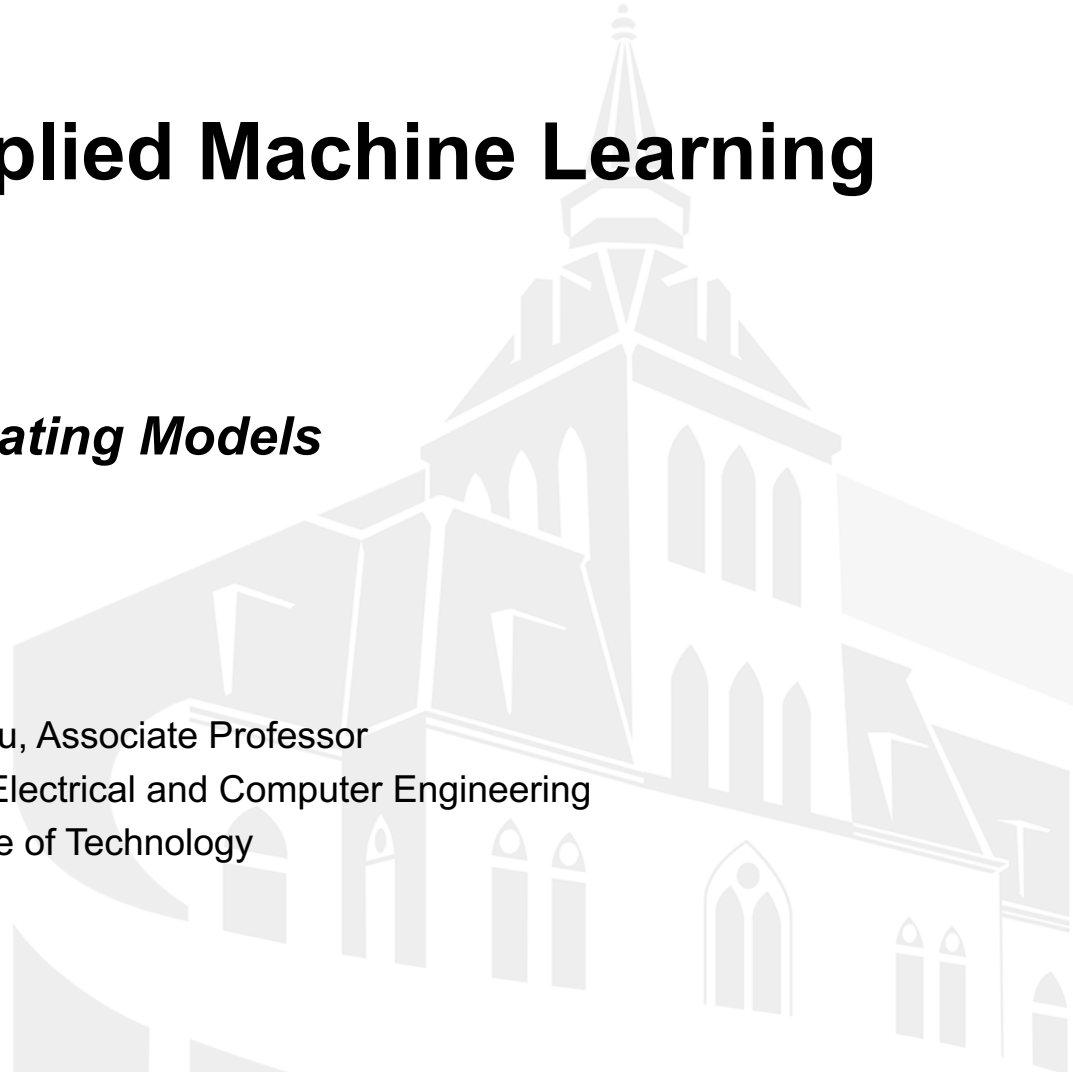 plied Machine Learning
ating Models
u, Associate Professor
Electrical and Computer Engineering
e of Technology